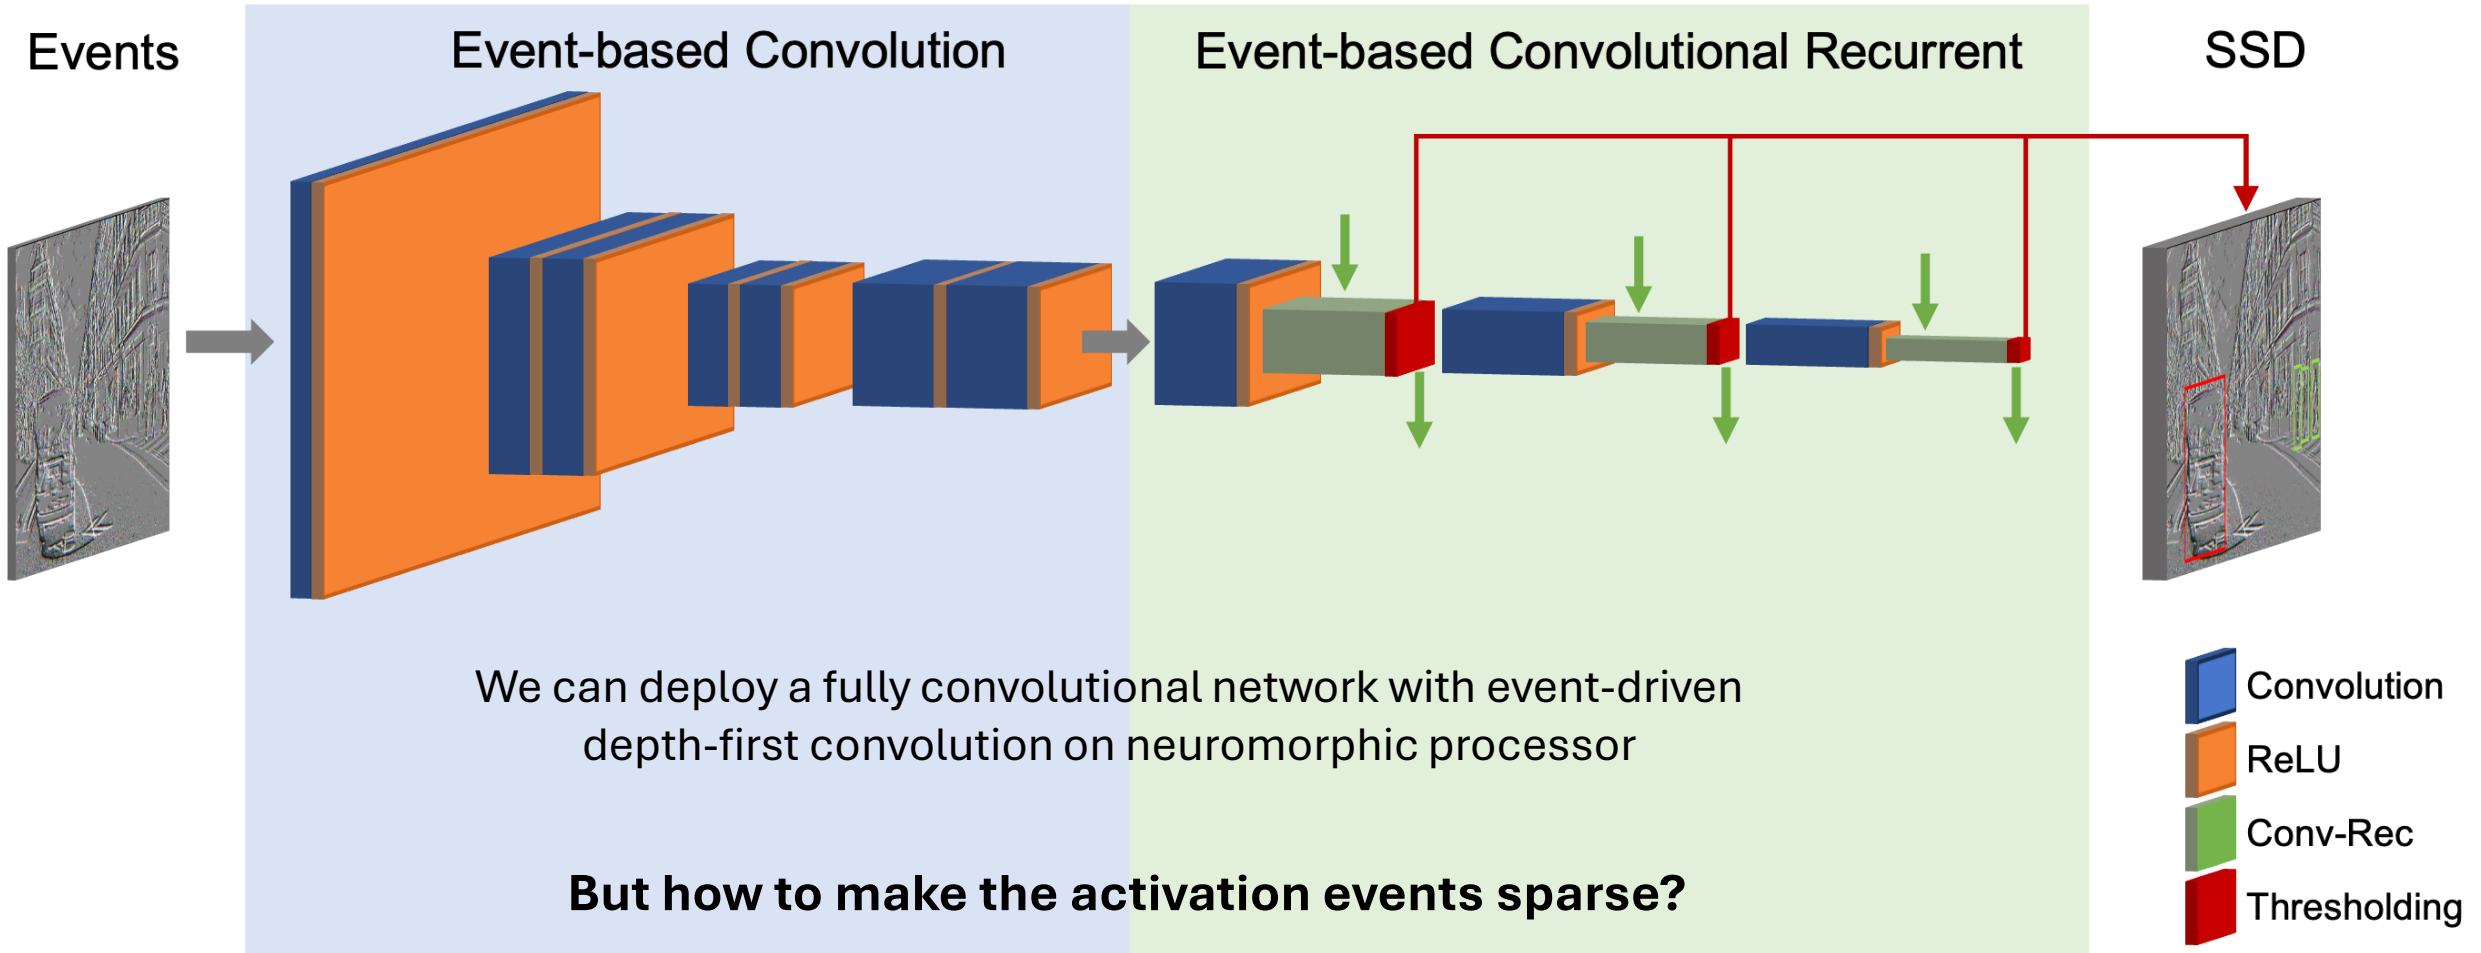 Events
Event-based Convolution
Event-based Convolutional Recurrent
SSD
We can deploy a fully convolutional network with event-driven
depth-first convolution on neuromorphic processor
But how to make the activation events sparse?
Convolution
ReLU
Conv-Rec
Thresholding